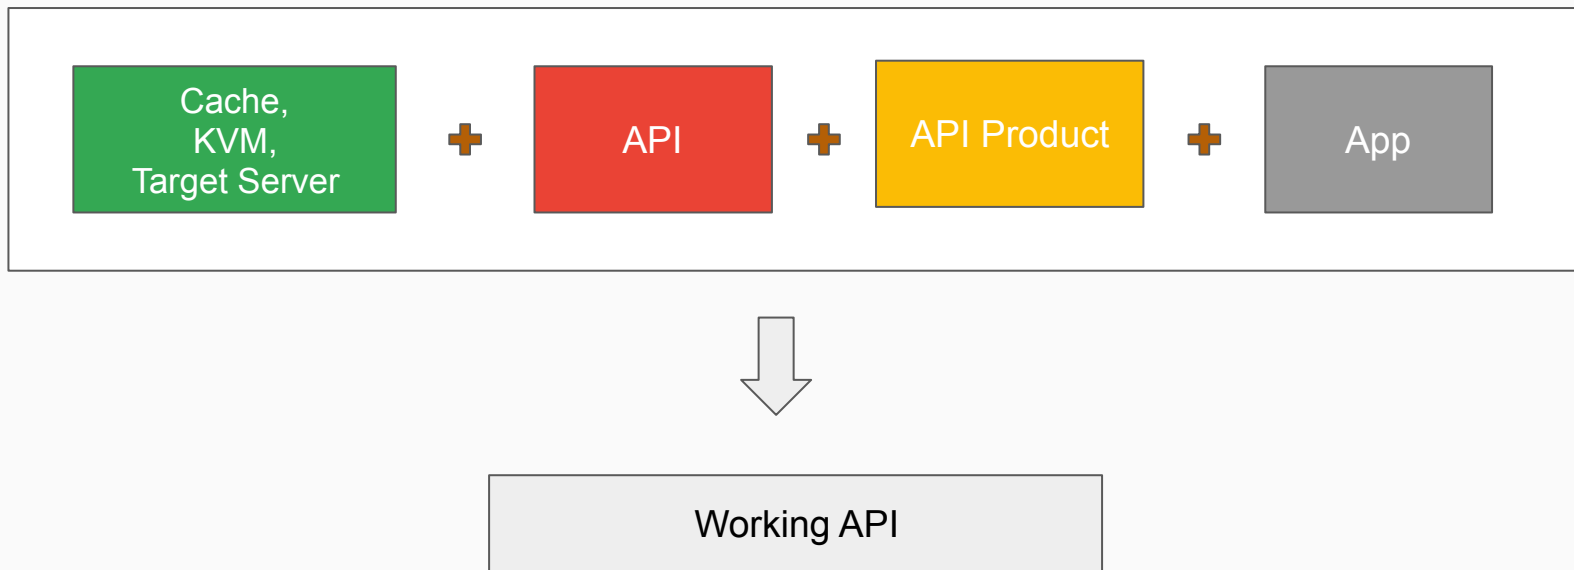 Cache,
KVM,
Target Server
API
API Product
App
Working API